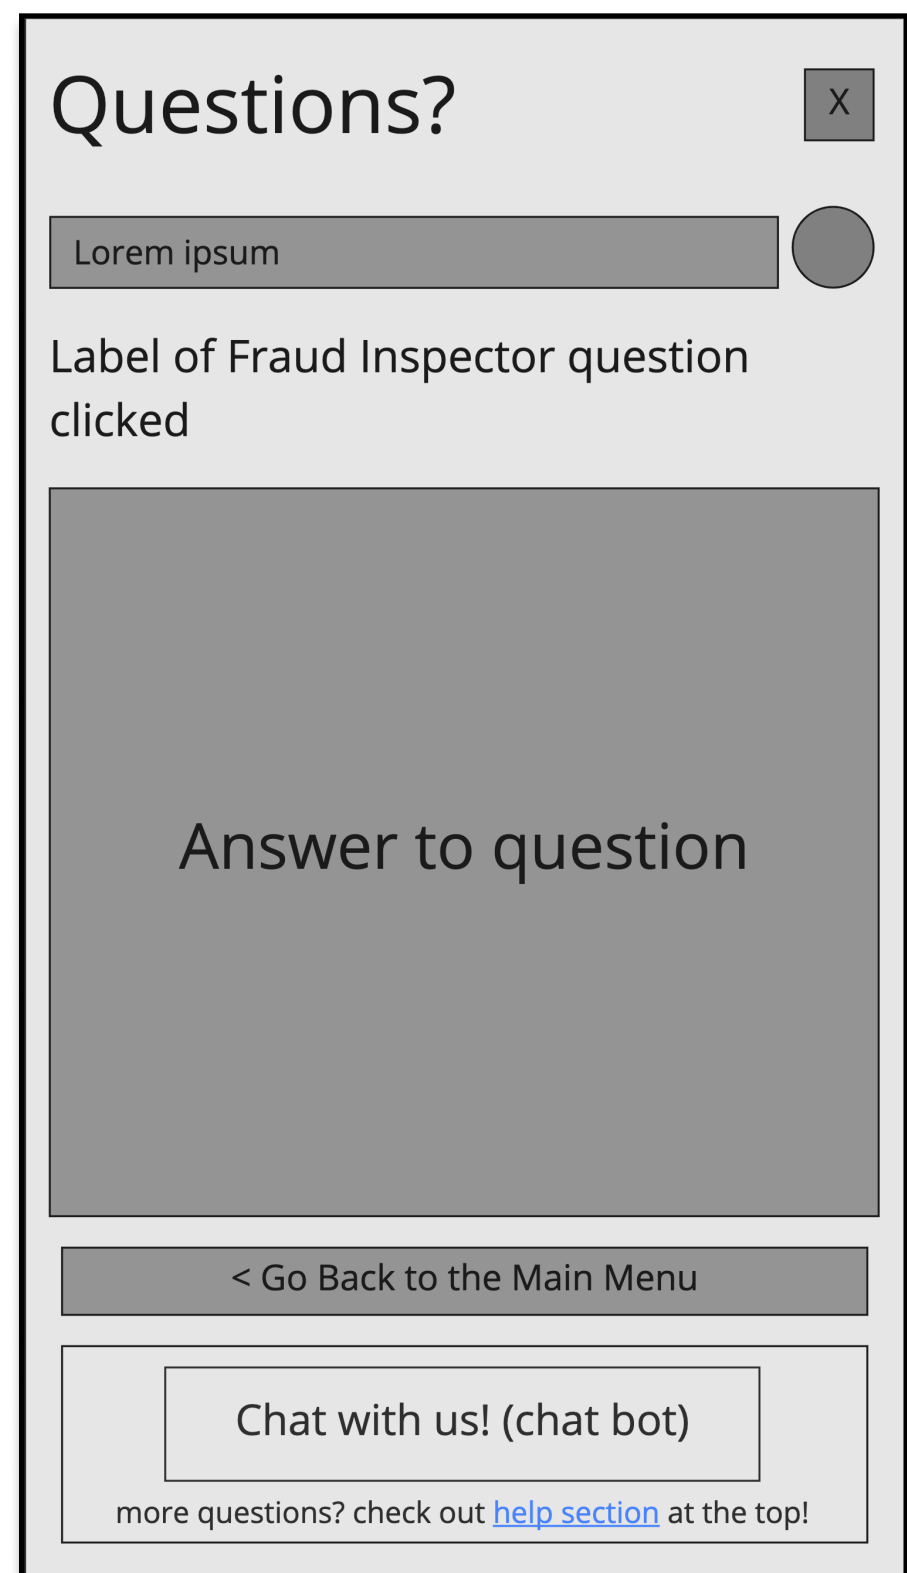 Questions?
X
Lorem ipsum
Label of Fraud Inspector question
clicked
Answer to question
< Go Back to the Main Menu
Chat with us! (chat bot)
more questions? check out help section at the top!